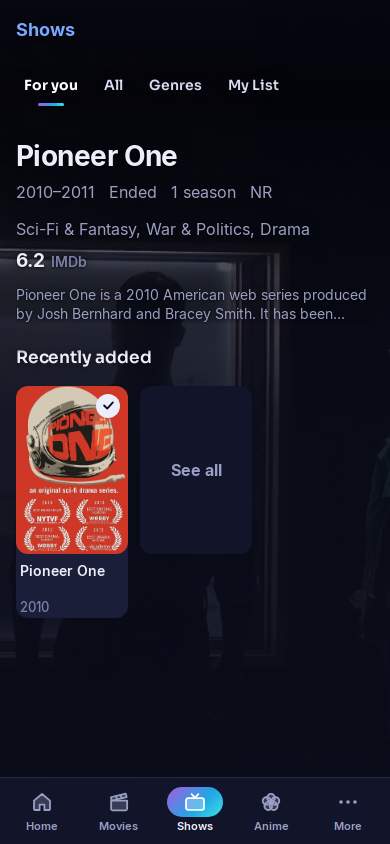 Shows
For you All Genres My List
Pioneer One
2010–2011 Ended 1 season NR
Sci-Fi & Fantasy, War & Politics, Drama
6.2 IMDb
Pioneer One is a 2010 American web series produced
by Josh Bernhard and Bracey Smith. It has been...
Recently added
PIONEER
ONE
an original sci-fi drama series.
NYTVF
WEBBY
See all
Pioneer One
2010
Home Movies Shows Anime More